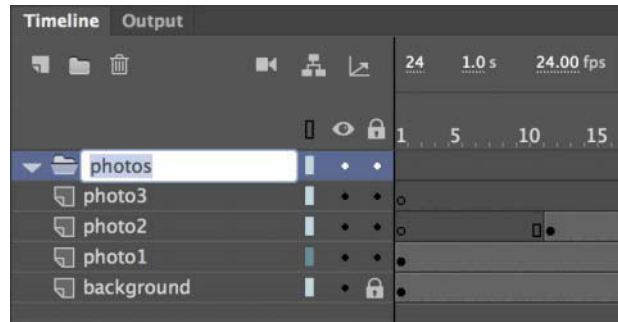 Timeline Output
24 1.0 s 24.00 fps
1 5 10 15
photos
photo3
photo2
photo1
background